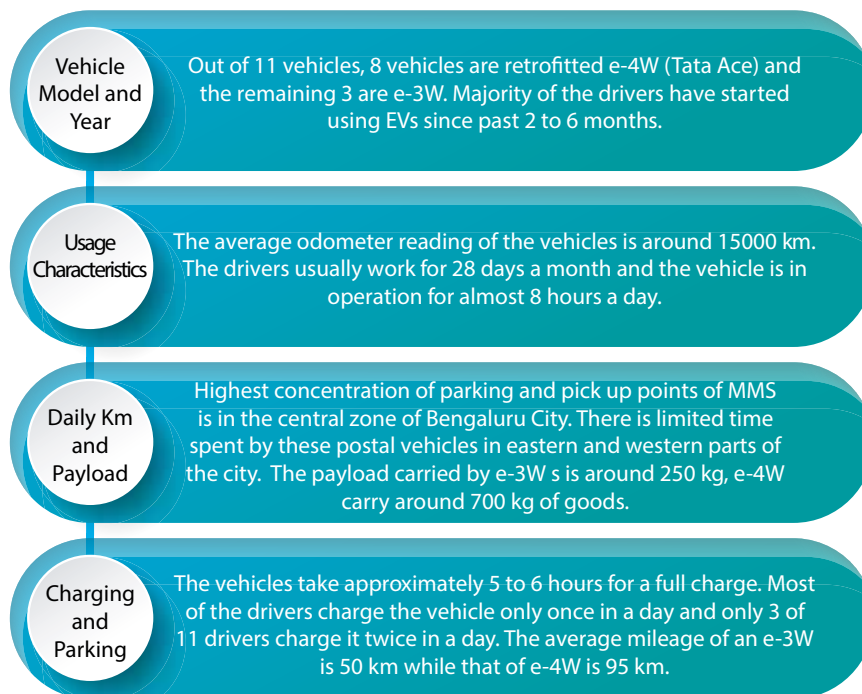 Vehicle
Model and
Year
Out of 11 vehicles, 8 vehicles are retrofitted e-4W (Tata Ace) and
the remaining 3 are e-3W. Majority of the drivers have started
using EVs since past 2 to 6 months.
Usage
Characteristics
The average odometer reading of the vehicles is around 15000 km.
The drivers usually work for 28 days a month and the vehicle is in
operation for almost 8 hours a day.
Daily Km
and
Payload
Highest concentration of parking and pick up points of MMS
is in the central zone of Bengaluru City. There is limited time
spent by these postal vehicles in eastern and western parts of
the city. The payload carried by e-3W s is around 250 kg, e-4W
carry around 700 kg of goods.
Charging
and
Parking
The vehicles take approximately 5 to 6 hours for a full charge. Most
of the drivers charge the vehicle only once in a day and only 3 of
11 drivers charge it twice in a day. The average mileage of an e-3W
is 50 km while that of e-4W is 95 km.